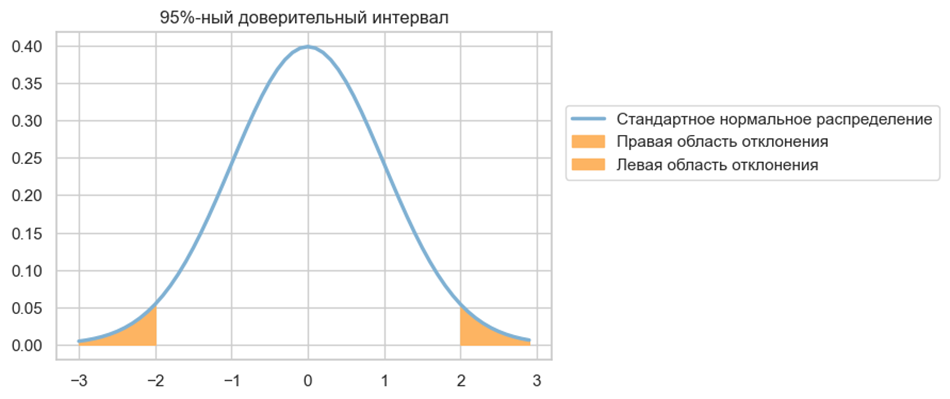 95%-ный доверительный интервал
0.40
0.35
0.30
0.25
0.20
0.15
0.10
0.05
0.00
−3 −2 −1 0 1 2 3
Стандартное нормальное распределение
Правая область отклонения
Левая область отклонения